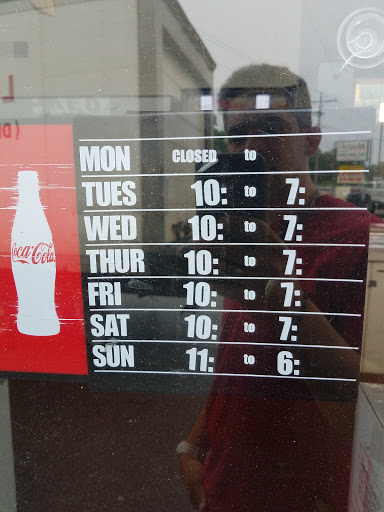 MON CLOSED to
TUES 10: to 7:
WED 10: to 7:
THUR 10: to 7:
FRI 10: to 7:
SAT 10: to 7:
SUN 11: to 6:
Coca-Cola